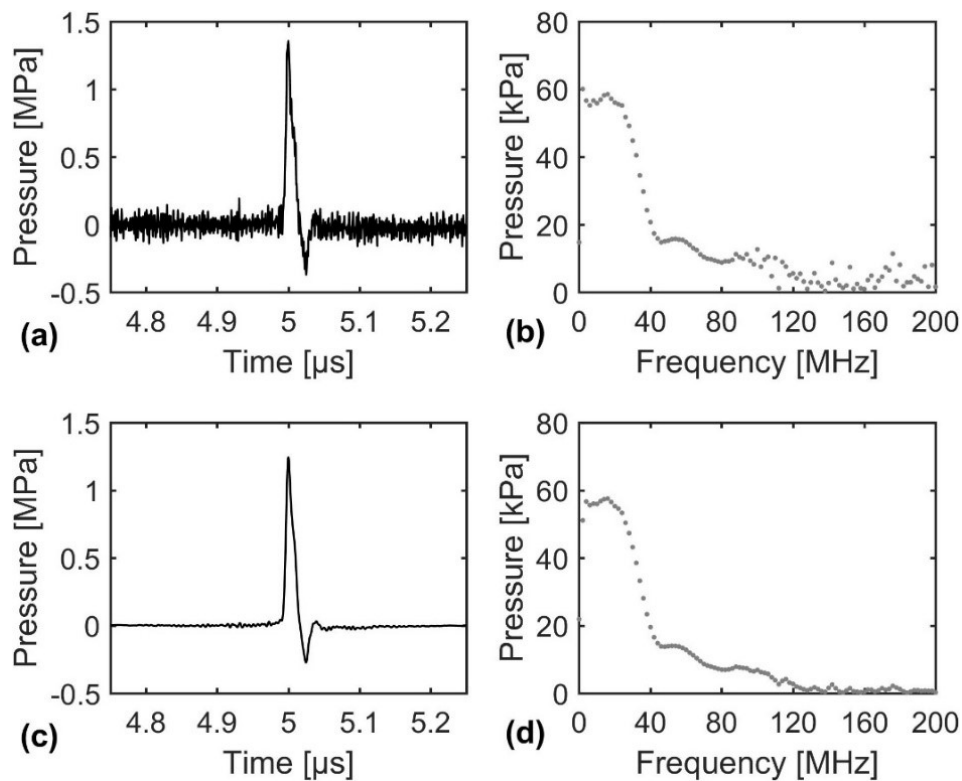 1.5
1
0.5
0
-0.5
Pressure [MPa]
4.8 4.9 5 5.1 5.2
Time [µs]
(a)
80
60
40
20
0
Pressure [kPa]
0 40 80 120 160 200
Frequency [MHz]
(b)
1.5
1
0.5
0
-0.5
Pressure [MPa]
4.8 4.9 5 5.1 5.2
Time [µs]
(c)
80
60
40
20
0
Pressure [kPa]
0 40 80 120 160 200
Frequency [MHz]
(d)